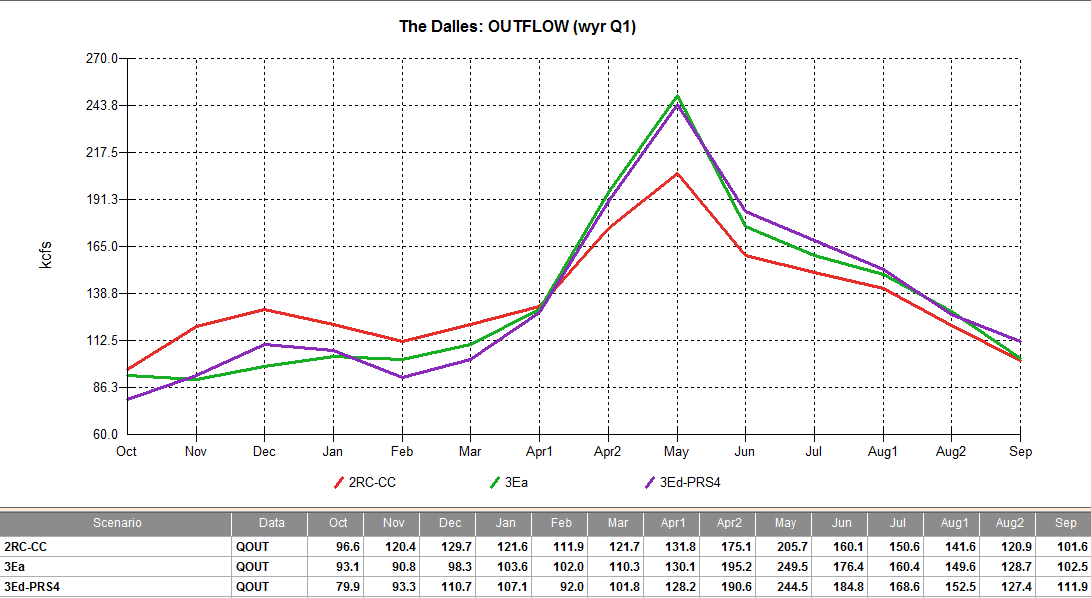 The Dalles: OUTFLOW (wyr Q1)
270.0
243.8
217.5
191.3
165.0
138.8
112.5
86.3
60.0
kcfs
Oct Nov Dec Jan Feb Mar Apr1 Apr2 May Jun Jul Aug1 Aug2 Sep
2RC-CC 3Ea 3Ed-PRS4
Scenario Data Oct Nov Dec Jan Feb Mar Apr1 Apr2 May Jun Jul Aug1 Aug2 Sep
2RC-CC QOUT 96.6 120.4 129.7 121.6 111.9 121.7 131.8 175.1 205.7 160.1 150.6 141.6 120.9 101.6
3Ea QOUT 93.1 90.8 98.3 103.6 102.0 110.3 130.1 195.2 249.5 176.4 160.4 149.6 128.7 102.5
3Ed-PRS4 QOUT 79.9 93.3 110.7 107.1 92.0 101.8 128.2 190.6 244.5 184.8 168.6 152.5 127.4 111.9